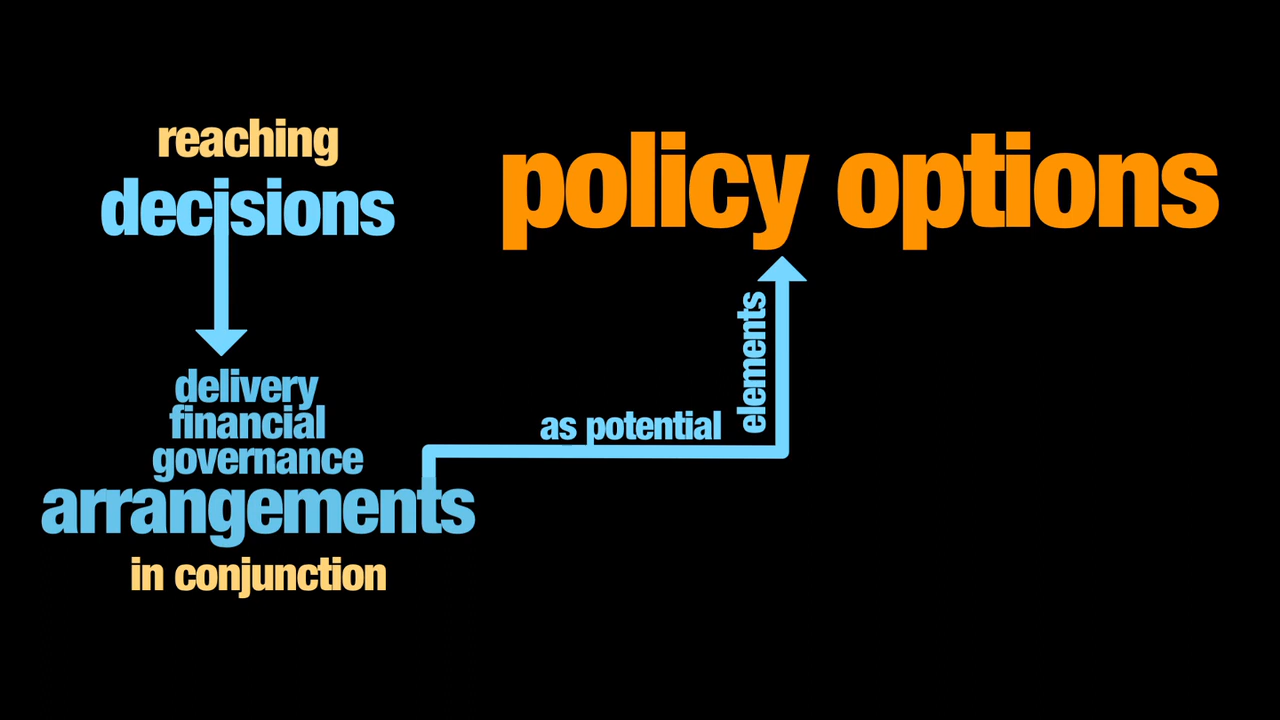 reaching
decisions
delivery
financial
governance
arrangements
in conjunction
as potential
elements
policy options